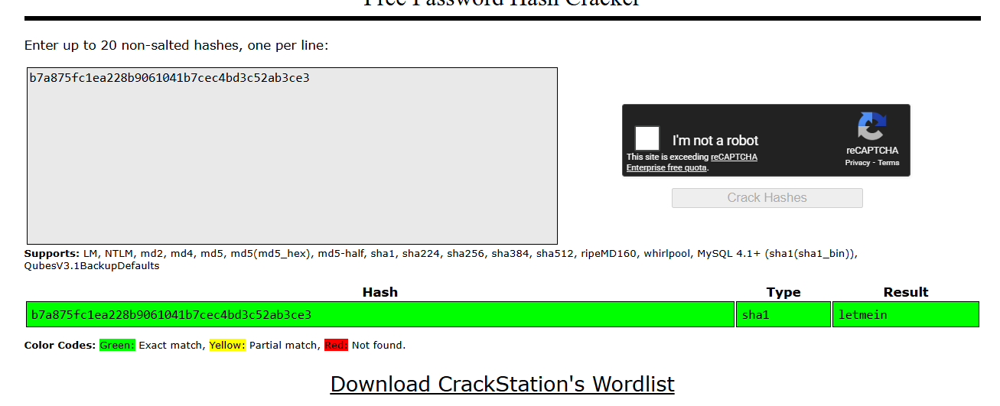 Free Password Hash Cracker
Enter up to 20 non-salted hashes, one per line:
b7a875fc1ea228b9061041b7cec4bd3c52ab3ce3
I'm not a robot
reCAPTCHA
This site is exceeding reCAPTCHA
Enterprise free quota.
Privacy - Terms
Crack Hashes
Supports: LM, NTLM, md2, md4, md5, md5(md5_hex), md5-half, sha1, sha224, sha256, sha384, sha512, ripeMD160, whirlpool, MySQL 4.1+ (sha1(sha1_bin)),
QubesV3.1BackupDefaults
Hash Type Result
b7a875fc1ea228b9061041b7cec4bd3c52ab3ce3 sha1 letmein
Color Codes: Green: Exact match, Yellow: Partial match, Red: Not found.
Download CrackStation's Wordlist